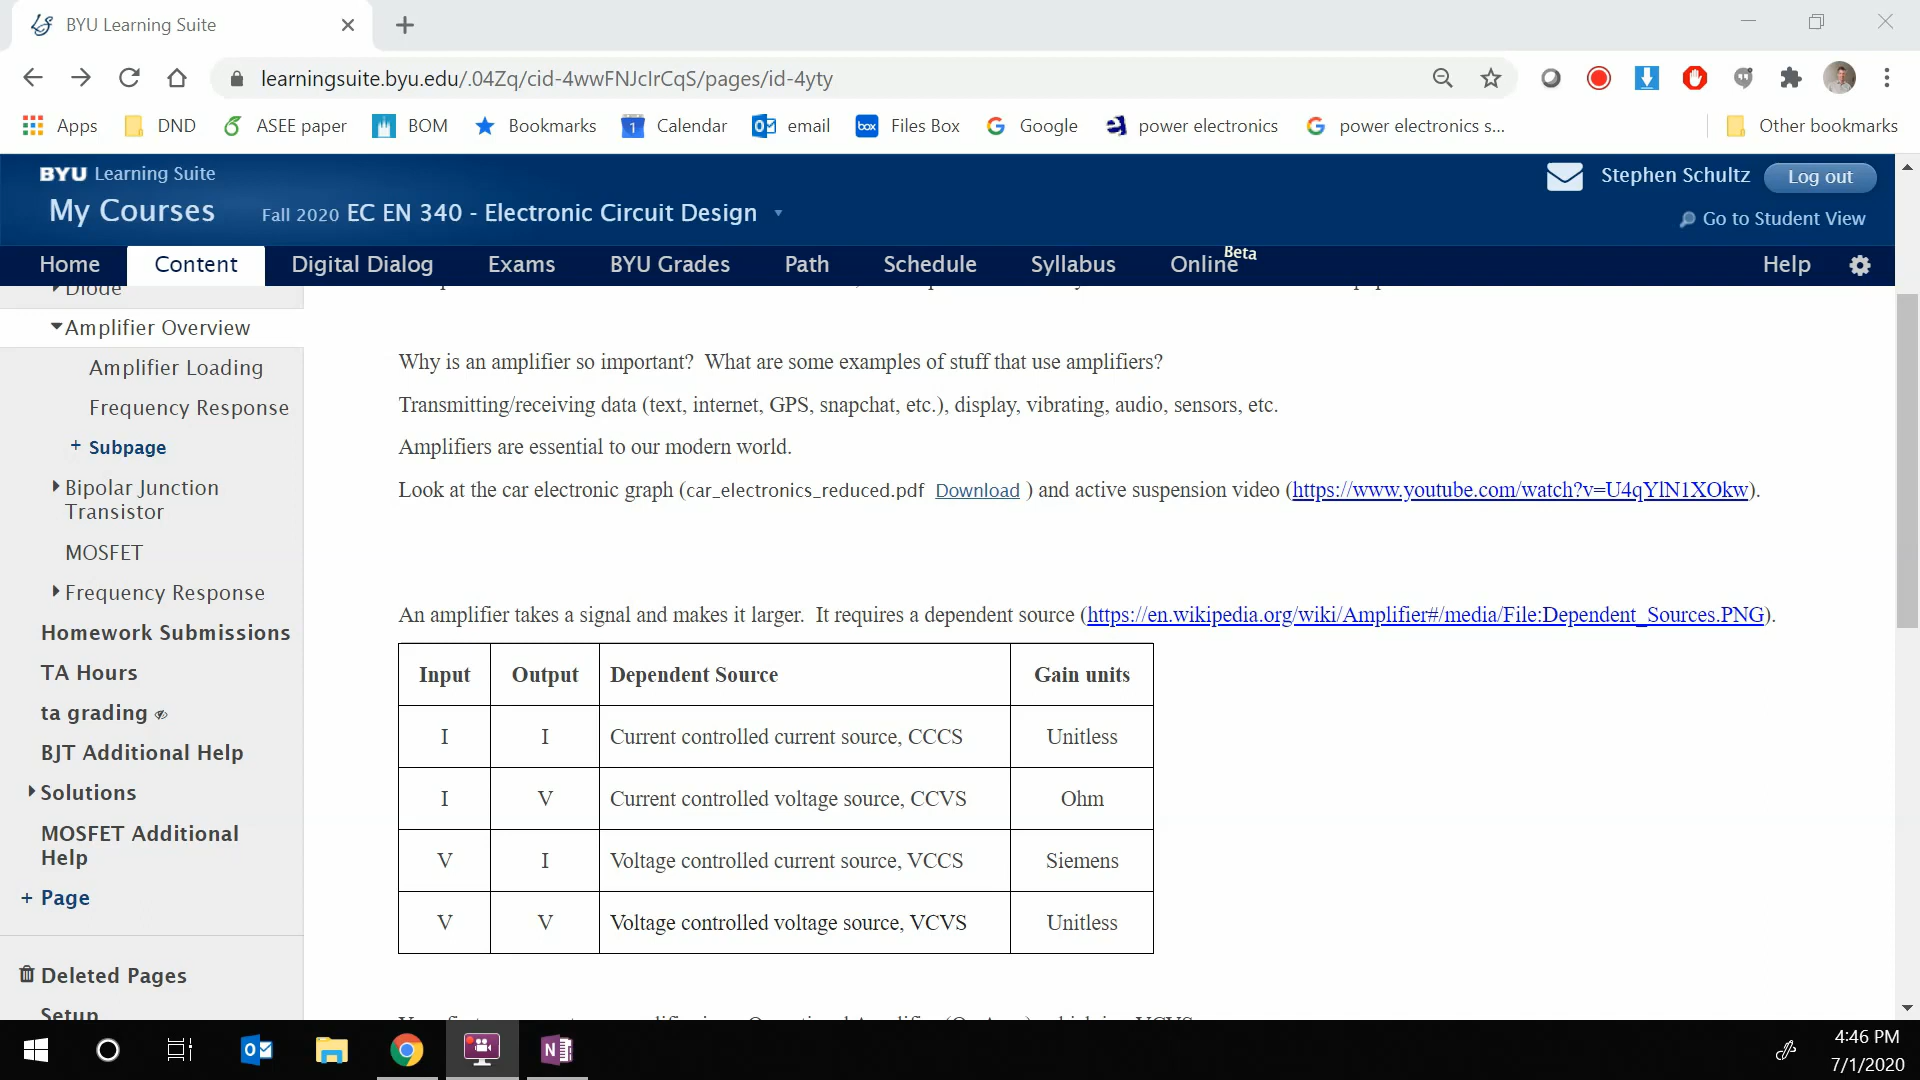 BYU Learning Suite
learningsuite.byu.edu/.04Zq/cid-4wwFNJcIrCqS/pages/id-4yty
Apps DND ASEE paper BOM Bookmarks Calendar email Files Box Google power electronics power electronics s... Other bookmarks
BYU Learning Suite
Stephen Schultz Log out
My Courses Fall 2020 EC EN 340 - Electronic Circuit Design
Go to Student View
Home Content Digital Dialog Exams BYU Grades Path Schedule Syllabus Online Beta Help
Diode
Amplifier Overview
Amplifier Loading
Frequency Response
+ Subpage
Bipolar Junction
Transistor
MOSFET
Frequency Response
Homework Submissions
TA Hours
ta grading
BJT Additional Help
Solutions
MOSFET Additional
Help
+ Page
Deleted Pages
Setup
Why is an amplifier so important? What are some examples of stuff that use amplifiers?
Transmitting/receiving data (text, internet, GPS, snapchat, etc.), display, vibrating, audio, sensors, etc.
Amplifiers are essential to our modern world.
Look at the car electronic graph (car_electronics_reduced.pdf Download ) and active suspension video (https://www.youtube.com/watch?v=U4qYlN1XOkw).
An amplifier takes a signal and makes it larger. It requires a dependent source (https://en.wikipedia.org/wiki/Amplifier#/media/File:Dependent_Sources.PNG).
Input Output Dependent Source Gain units
I I Current controlled current source, CCCS Unitless
I V Current controlled voltage source, CCVS Ohm
V I Voltage controlled current source, VCCS Siemens
V V Voltage controlled voltage source, VCVS Unitless
4:46 PM
7/1/2020